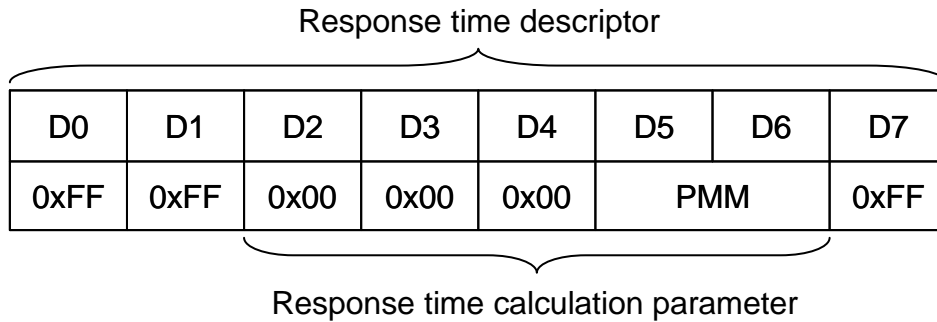 Response time descriptor
D0 D1 D2 D3 D4 D5 D6 D7
0xFF 0xFF 0x00 0x00 0x00 PMM 0xFF
Response time calculation parameter